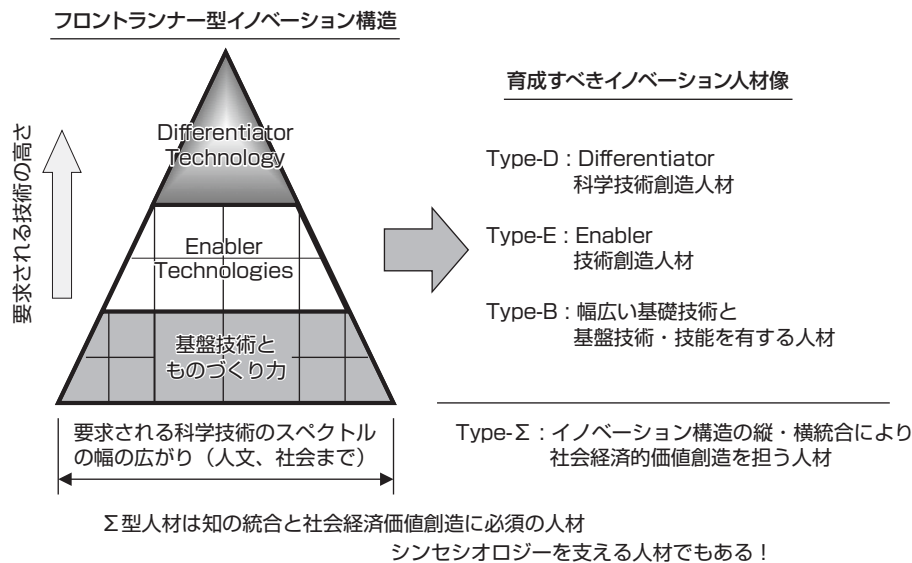 フロントランナー型イノベーション構造
要求される技術の高さ
Differentiator
Technology
Enabler
Technologies
基盤技術と
ものづくり力
要求される科学技術のスペクトル
の幅の広がり（人文、社会まで）
育成すべきイノベーション人材像
Type-D : Differentiator
科学技術創造人材
Type-E : Enabler
技術創造人材
Type-B : 幅広い基礎技術と
基盤技術・技能を有する人材
Type-Σ : イノベーション構造の縦・横統合により
社会経済的価値創造を担う人材
Σ型人材は知の統合と社会経済価値創造に必須の人材
シンセシオロジーを支える人材でもある！